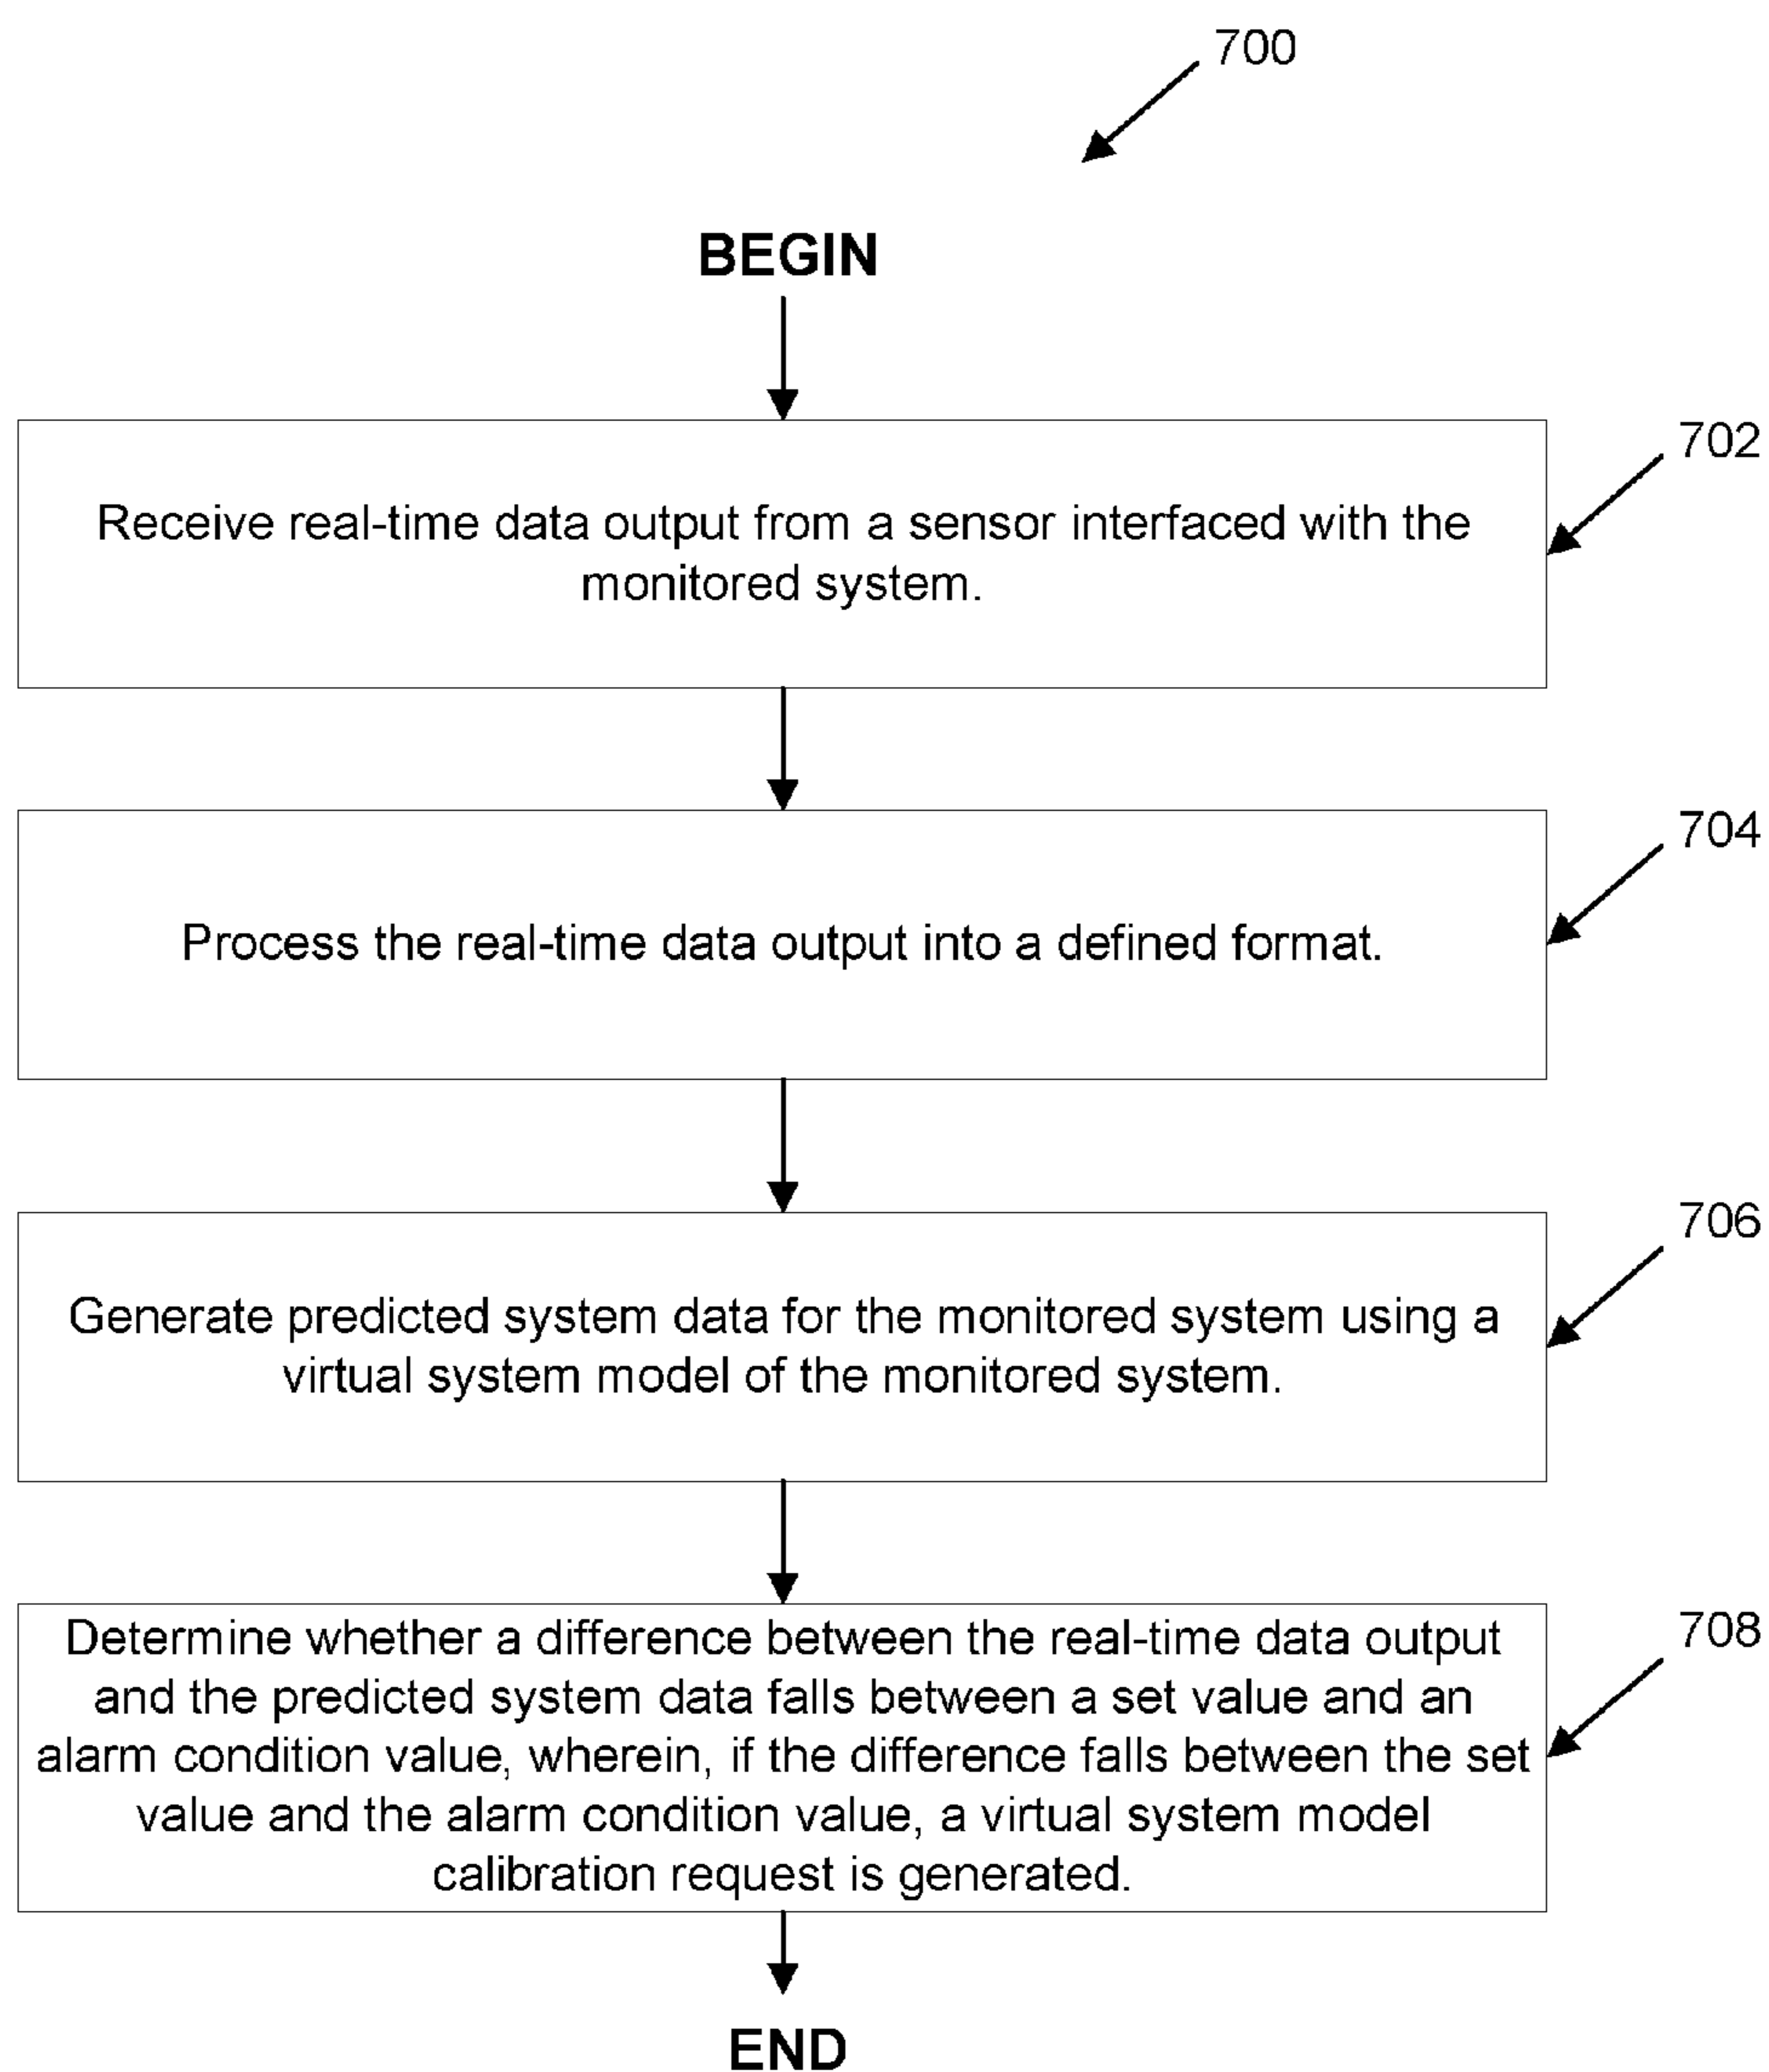 700
BEGIN
702
Receive real-time data output from a sensor interfaced with the
monitored system.
704
Process the real-time data output into a defined format.
706
Generate predicted system data for the monitored system using a
virtual system model of the monitored system.
708
Determine whether a difference between the real-time data output
and the predicted system data falls between a set value and an
alarm condition value, wherein, if the difference falls between the set
value and the alarm condition value, a virtual system model
calibration request is generated.
END